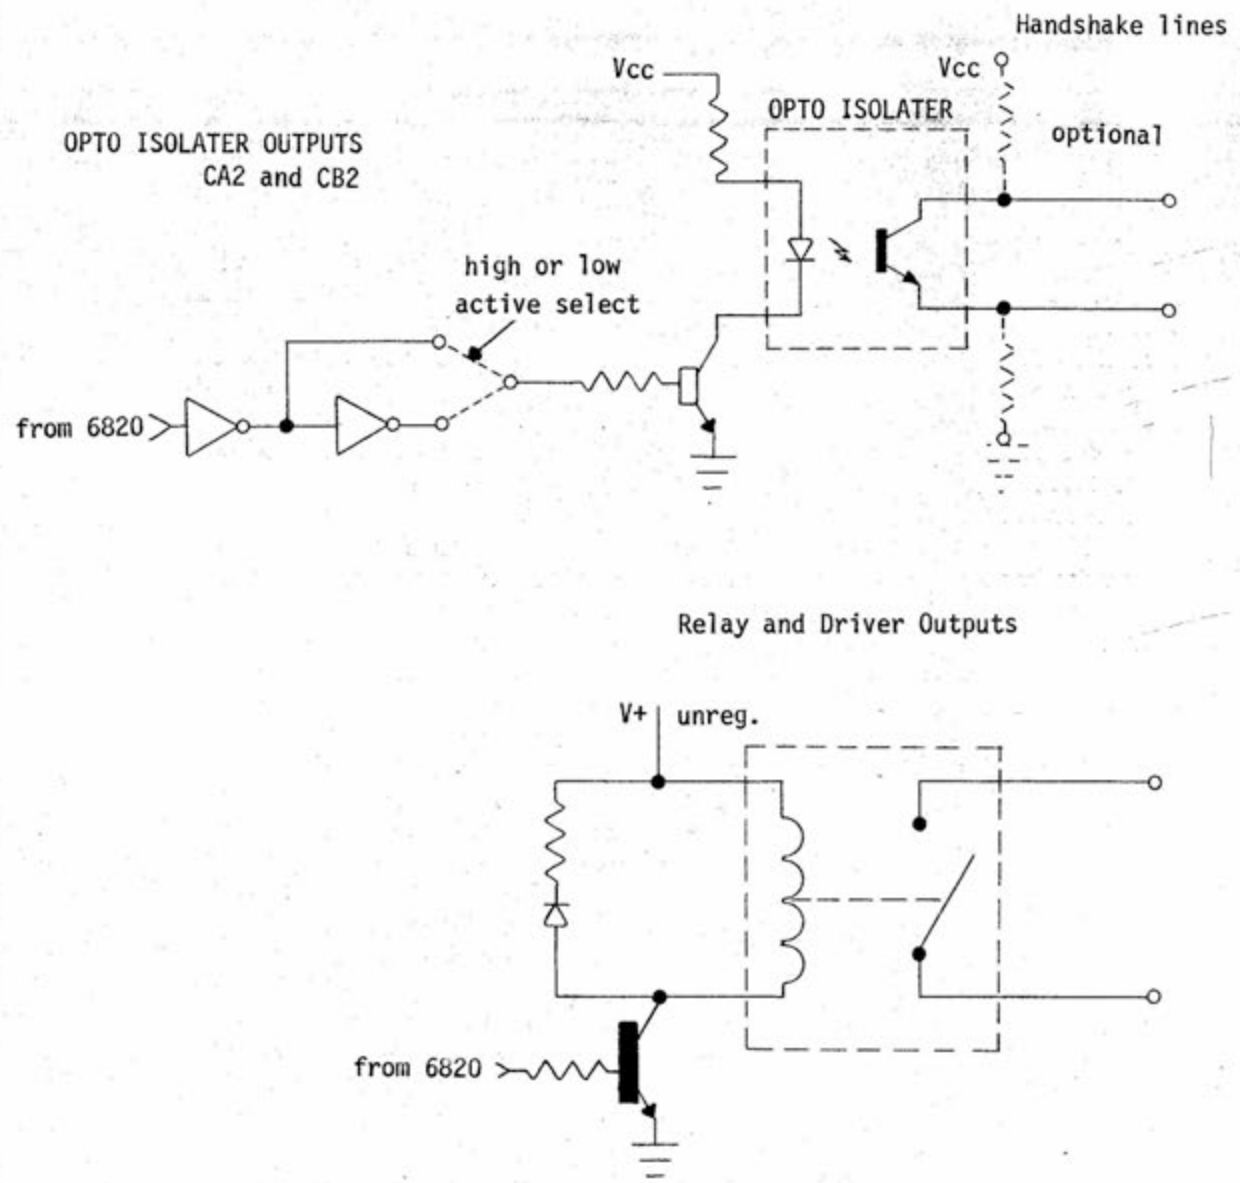 Handshake lines
Vcc
Vcc
OPTO ISOLATER
optional
OPTO ISOLATER OUTPUTS
CA2 and CB2
high or low
active select
from 6820
Relay and Driver Outputs
V+ unreg.
from 6820